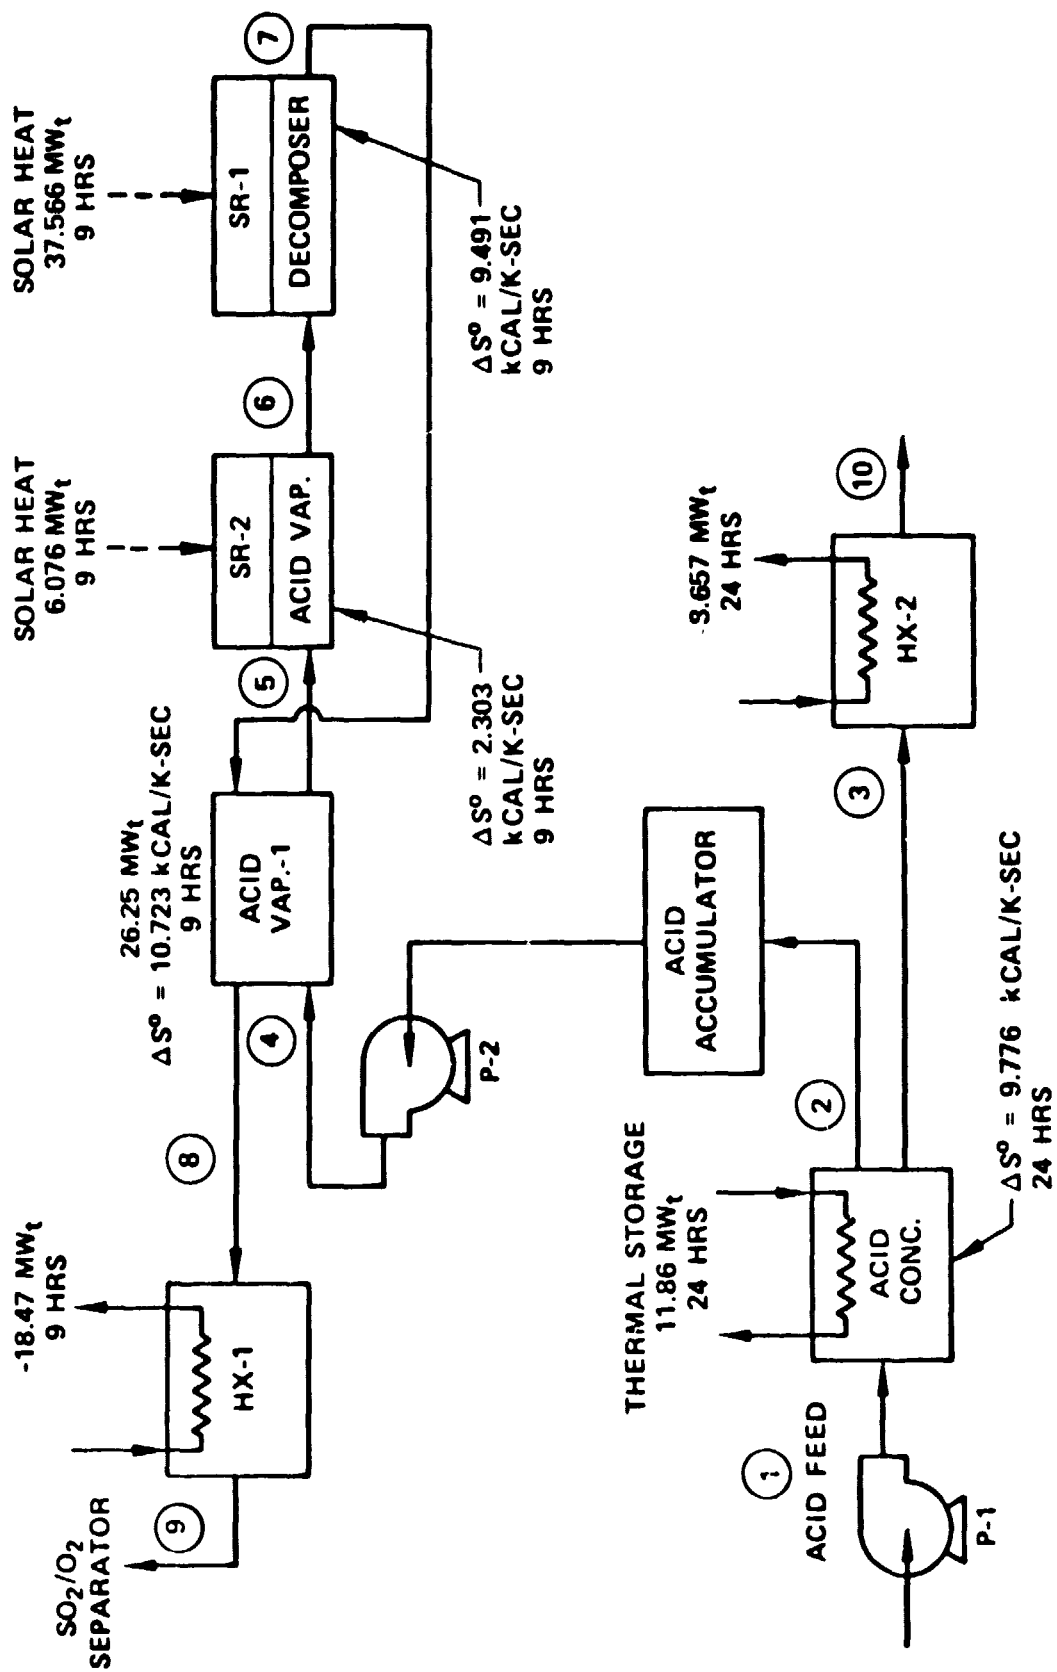 SOLAR HEAT
37.566 MWt
9 HRS
SR-1
DECOMPOSER
7
ΔS° = 9.491
kCAL/K-SEC
9 HRS
SOLAR HEAT
6.076 MWt
9 HRS
SR-2
ACID VAP.
6
5
ΔS° = 2.303
kCAL/K-SEC
9 HRS
26.25 MWt
ΔS° = 10.723 kCAL/K-SEC
9 HRS
ACID
VAP.-1
4
8
P-2
-18.47 MWt
9 HRS
HX-1
9
SO2/O2
SEPARATOR
ACID
ACCUMULATOR
2
THERMAL STORAGE
11.86 MWt
24 HRS
ACID
CONC.
ΔS° = 9.776 kCAL/K-SEC
24 HRS
1
ACID FEED
P-1
3
24 HRS
HX-2
10